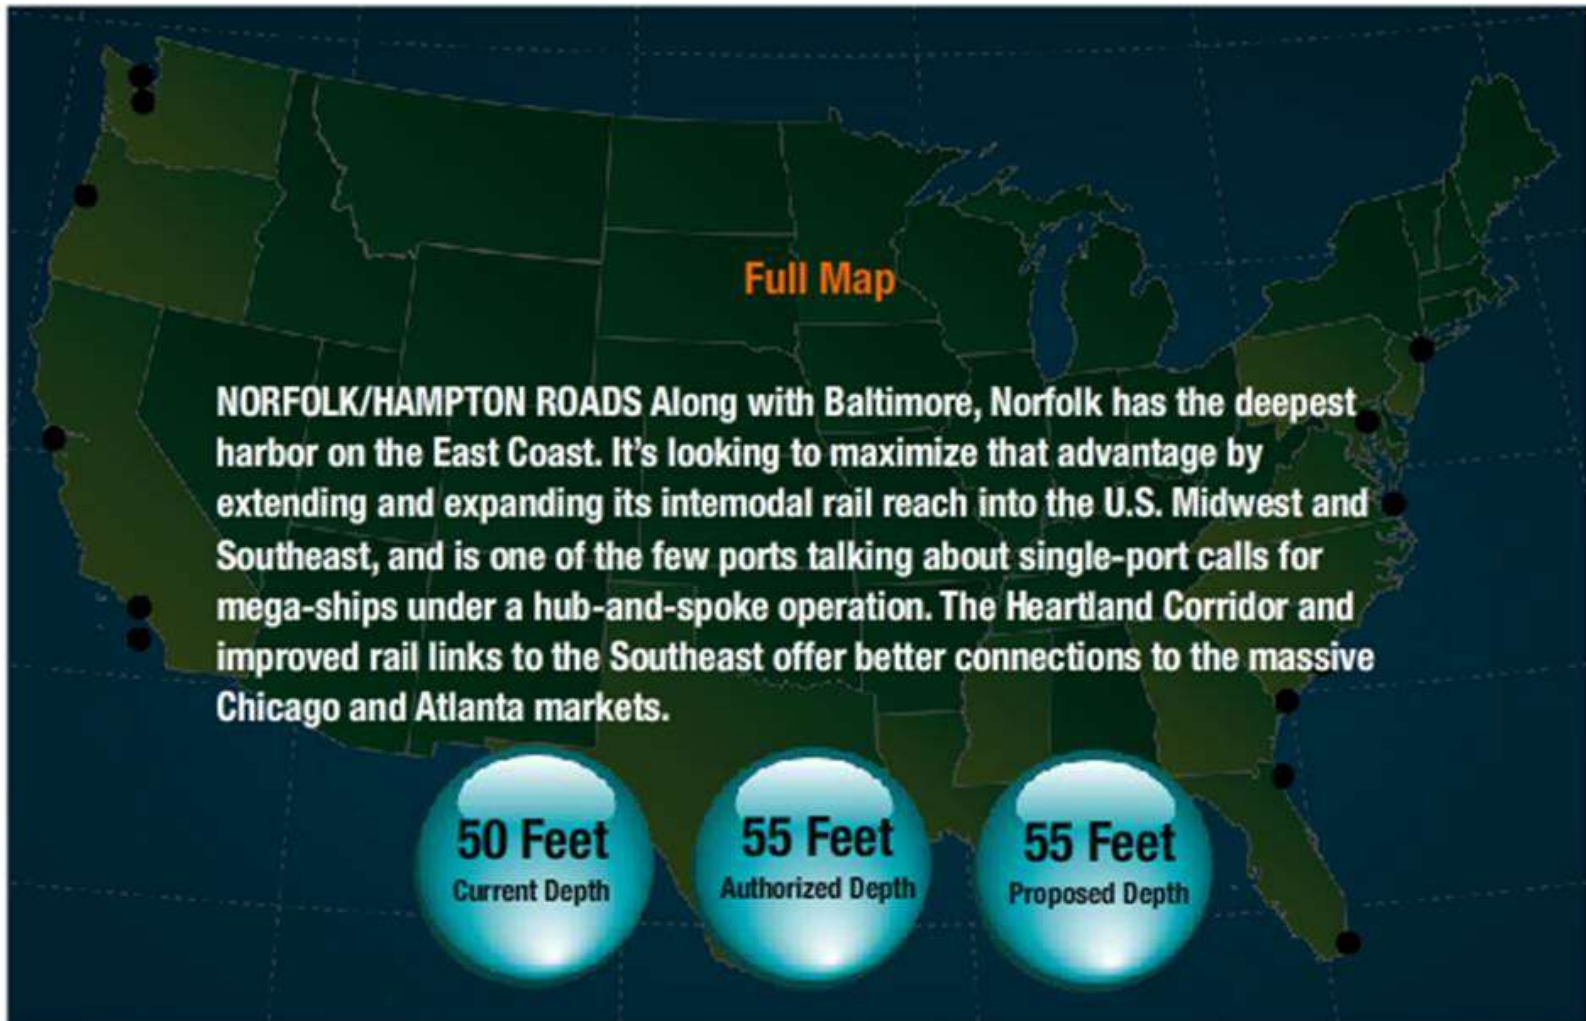 Full Map
NORFOLK/HAMPTON ROADS Along with Baltimore, Norfolk has the deepest
harbor on the East Coast. It's looking to maximize that advantage by
extending and expanding its intemodal rail reach into the U.S. Midwest and
Southeast, and is one of the few ports talking about single-port calls for
mega-ships under a hub-and-spoke operation. The Heartland Corridor and
improved rail links to the Southeast offer better connections to the massive
Chicago and Atlanta markets.
50 Feet
Current Depth
55 Feet
Authorized Depth
55 Feet
Proposed Depth